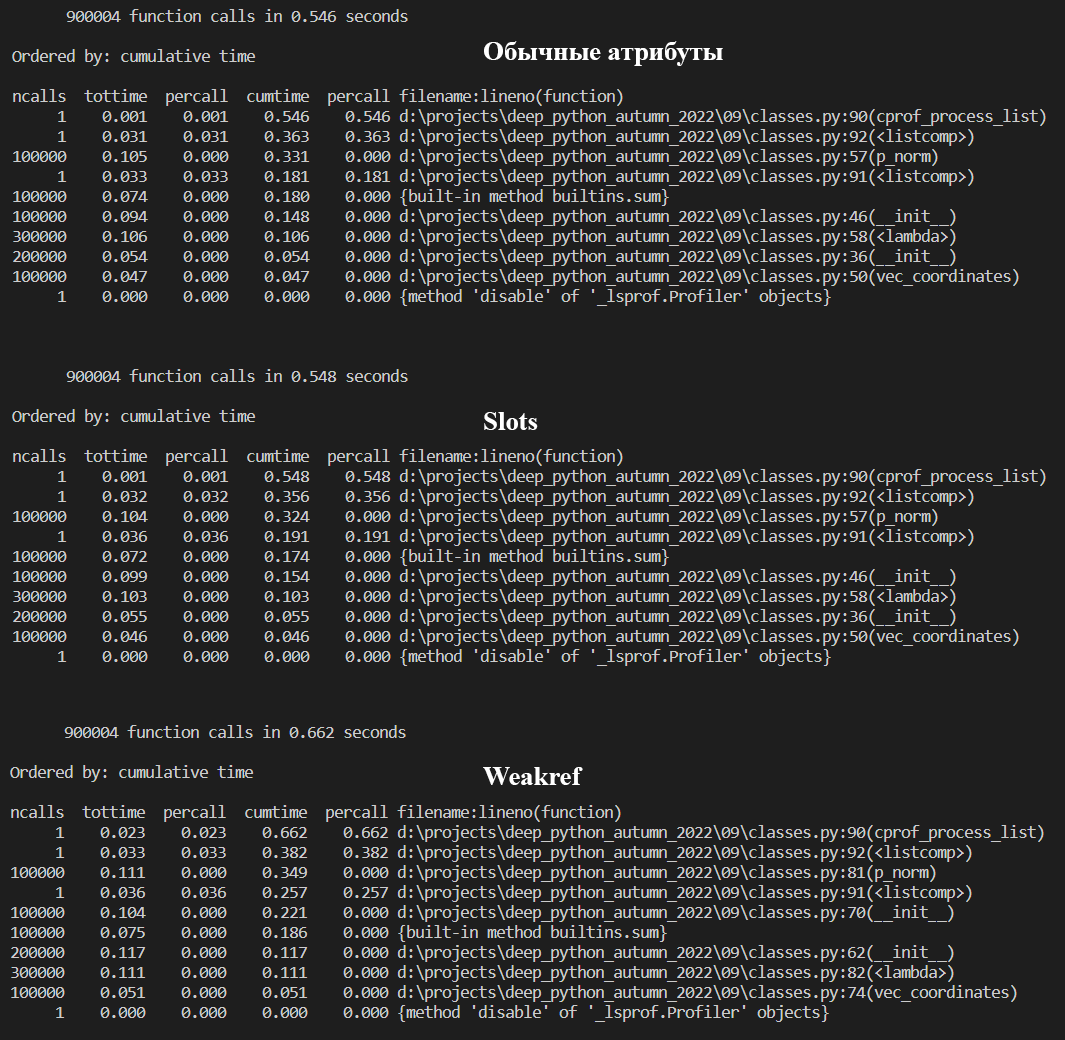 900004 function calls in 0.546 seconds
Ordered by: cumulative time
Обычные атрибуты
ncalls tottime percall cumtime percall filename:lineno(function)
1 0.001 0.001 0.546 0.546 d:\projects\deep_python_autumn_2022\09\classes.py:90(cprof_process_list)
1 0.031 0.031 0.363 0.363 d:\projects\deep_python_autumn_2022\09\classes.py:92(<listcomp>)
100000 0.105 0.000 0.331 0.000 d:\projects\deep_python_autumn_2022\09\classes.py:57(p_norm)
1 0.033 0.033 0.181 0.181 d:\projects\deep_python_autumn_2022\09\classes.py:91(<listcomp>)
100000 0.074 0.000 0.180 0.000 {built-in method builtins.sum}
100000 0.094 0.000 0.148 0.000 d:\projects\deep_python_autumn_2022\09\classes.py:46(__init__)
300000 0.106 0.000 0.106 0.000 d:\projects\deep_python_autumn_2022\09\classes.py:58(<lambda>)
200000 0.054 0.000 0.054 0.000 d:\projects\deep_python_autumn_2022\09\classes.py:36(__init__)
100000 0.047 0.000 0.047 0.000 d:\projects\deep_python_autumn_2022\09\classes.py:50(vec_coordinates)
1 0.000 0.000 0.000 0.000 {method 'disable' of '_lsprof.Profiler' objects}
900004 function calls in 0.548 seconds
Ordered by: cumulative time
Slots
ncalls tottime percall cumtime percall filename:lineno(function)
1 0.001 0.001 0.548 0.548 d:\projects\deep_python_autumn_2022\09\classes.py:90(cprof_process_list)
1 0.032 0.032 0.356 0.356 d:\projects\deep_python_autumn_2022\09\classes.py:92(<listcomp>)
100000 0.104 0.000 0.324 0.000 d:\projects\deep_python_autumn_2022\09\classes.py:57(p_norm)
1 0.036 0.036 0.191 0.191 d:\projects\deep_python_autumn_2022\09\classes.py:91(<listcomp>)
100000 0.072 0.000 0.174 0.000 {built-in method builtins.sum}
100000 0.099 0.000 0.154 0.000 d:\projects\deep_python_autumn_2022\09\classes.py:46(__init__)
300000 0.103 0.000 0.103 0.000 d:\projects\deep_python_autumn_2022\09\classes.py:58(<lambda>)
200000 0.055 0.000 0.055 0.000 d:\projects\deep_python_autumn_2022\09\classes.py:36(__init__)
100000 0.046 0.000 0.046 0.000 d:\projects\deep_python_autumn_2022\09\classes.py:50(vec_coordinates)
1 0.000 0.000 0.000 0.000 {method 'disable' of '_lsprof.Profiler' objects}
900004 function calls in 0.662 seconds
Ordered by: cumulative time
Weakref
ncalls tottime percall cumtime percall filename:lineno(function)
1 0.023 0.023 0.662 0.662 d:\projects\deep_python_autumn_2022\09\classes.py:90(cprof_process_list)
1 0.033 0.033 0.382 0.382 d:\projects\deep_python_autumn_2022\09\classes.py:92(<listcomp>)
100000 0.111 0.000 0.349 0.000 d:\projects\deep_python_autumn_2022\09\classes.py:81(p_norm)
1 0.036 0.036 0.257 0.257 d:\projects\deep_python_autumn_2022\09\classes.py:91(<listcomp>)
100000 0.104 0.000 0.221 0.000 d:\projects\deep_python_autumn_2022\09\classes.py:70(__init__)
100000 0.075 0.000 0.186 0.000 {built-in method builtins.sum}
200000 0.117 0.000 0.117 0.000 d:\projects\deep_python_autumn_2022\09\classes.py:62(__init__)
300000 0.111 0.000 0.111 0.000 d:\projects\deep_python_autumn_2022\09\classes.py:82(<lambda>)
100000 0.051 0.000 0.051 0.000 d:\projects\deep_python_autumn_2022\09\classes.py:74(vec_coordinates)
1 0.000 0.000 0.000 0.000 {method 'disable' of '_lsprof.Profiler' objects}